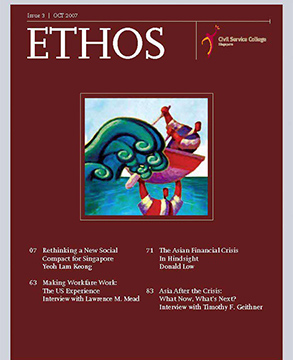 Issue 3 | OCT 2007
ETHOS
Civil Service College
Singapore
07 Rethinking a New Social
Compact for Singapore
Yeoh Lam Keong
63 Making Workfare Work:
The US Experience
Interview with Lawrence M. Mead
71 The Asian Financial Crisis
In Hindsight
Donald Low
83 Asia After the Crisis:
What Now, What's Next?
Interview with Timothy F. Geithner